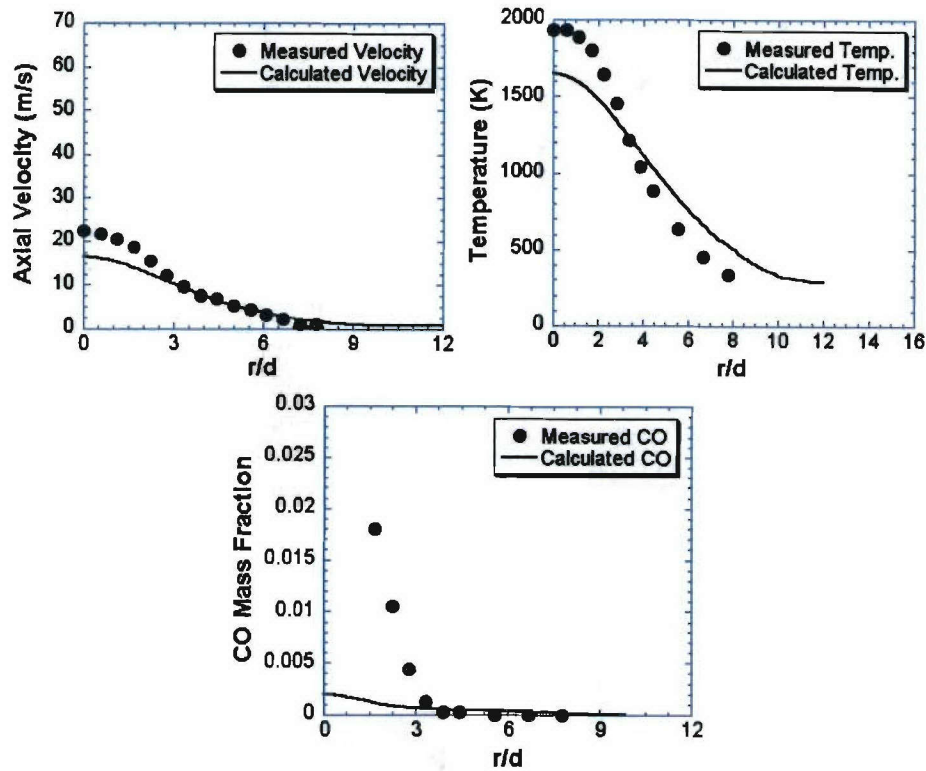 70
60
50
40
30
20
10
0
Axial Velocity (m/s)
Measured Velocity
Calculated Velocity
0 3 6 9 12
r/d
2000
1500
1000
500
0
Temperature (K)
Measured Temp.
Calculated Temp.
0 2 4 6 8 10 12 14 16
r/d
0.03
0.025
0.02
0.015
0.01
0.005
0
CO Mass Fraction
Measured CO
Calculated CO
0 3 6 9 12
r/d